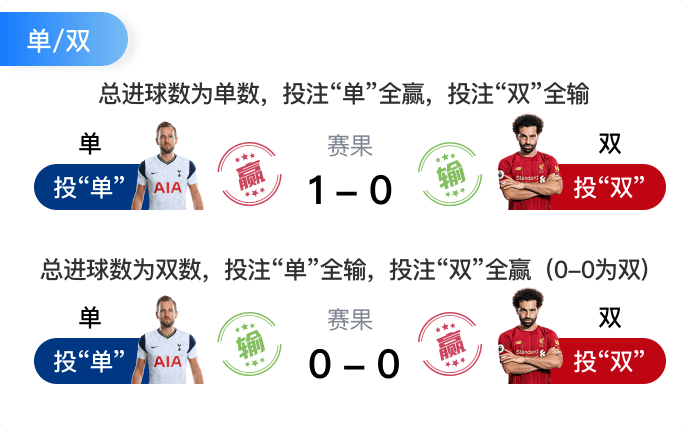 单/双
总进球数为单数，投注“单”全赢，投注“双”全输
单
赛果
双
投“单”
AIA
赢
1 – 0
输
Standard
投“双”
总进球数为双数，投注“单”全输，投注“双”全赢（0–0为双）
单
赛果
双
投“单”
AIA
输
0 – 0
赢
Standard
投“双”